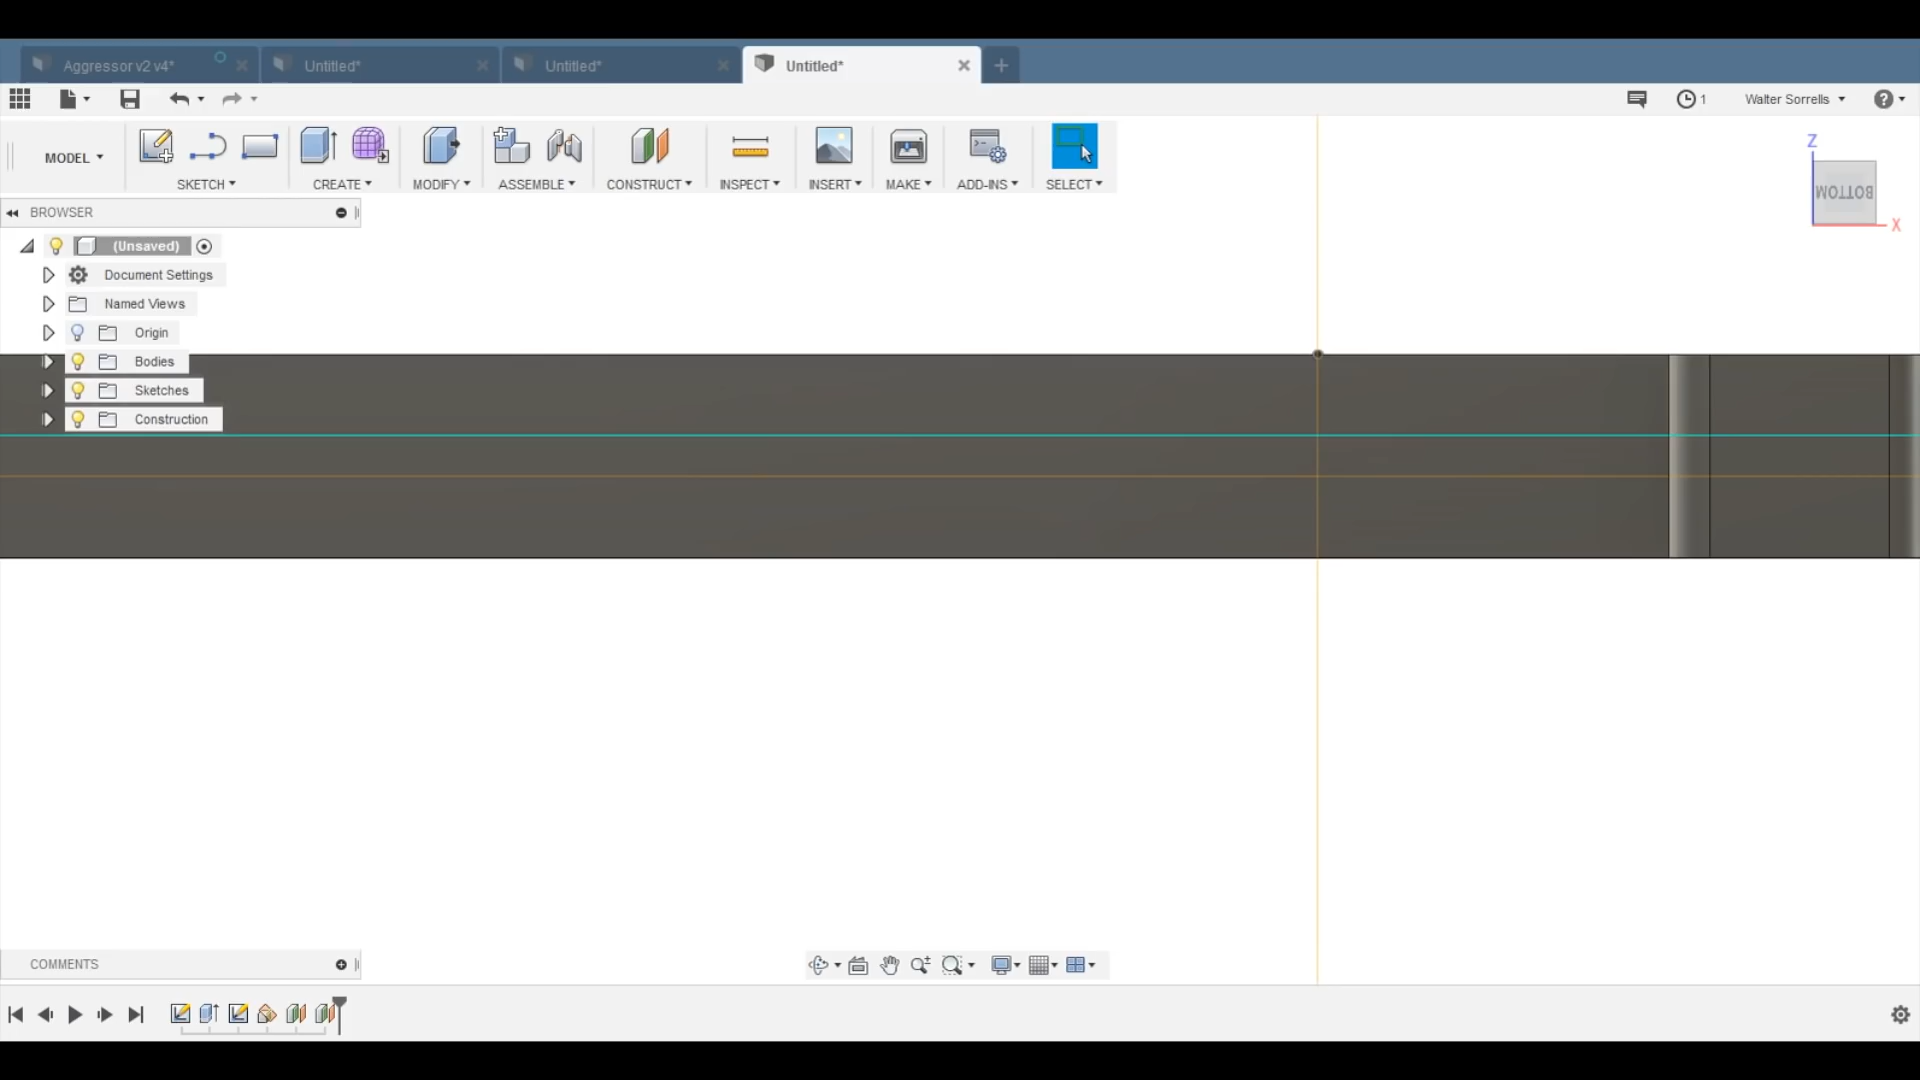 Aggressor v2 v4*
Untitled*
Untitled*
Untitled*
1
Walter Sorrells
MODEL
SKETCH
CREATE
MODIFY
ASSEMBLE
CONSTRUCT
INSPECT
INSERT
MAKE
ADD-INS
SELECT
Z
BOTTOM
X
BROWSER
(Unsaved)
Document Settings
Named Views
Origin
Bodies
Sketches
Construction
COMMENTS